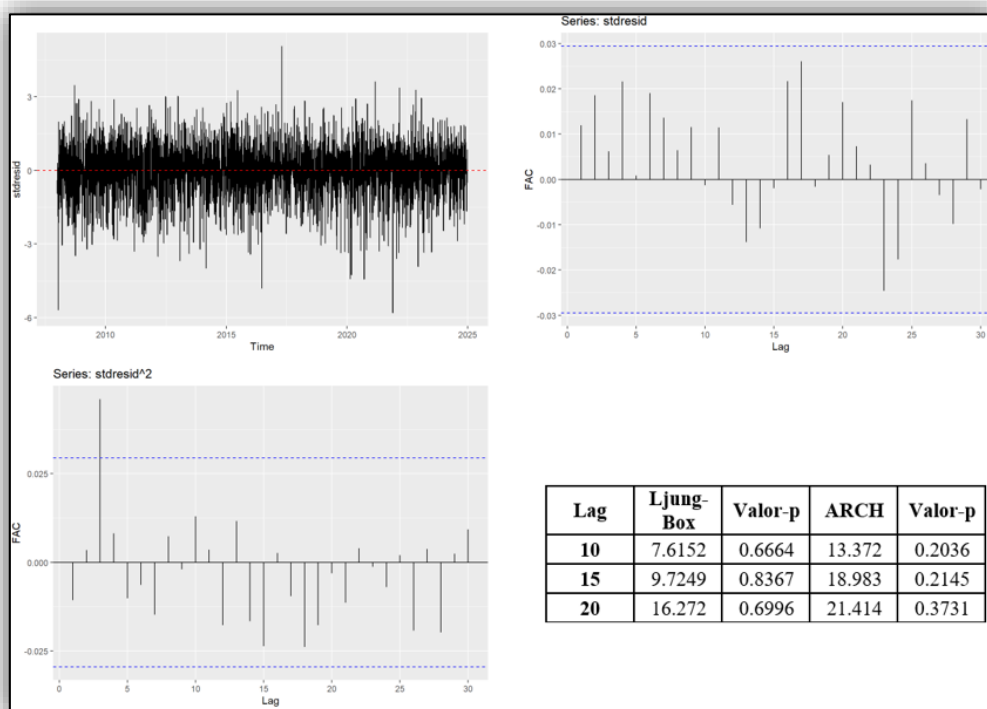 stdresid
3
0
-3
-6
2010
2015
2020
2025
Time
Series: stdresid
FAC
0.03
0.02
0.01
0.00
-0.01
-0.02
-0.03
0
5
10
15
20
25
30
Lag
Series: stdresid^2
FAC
0.025
0.000
-0.025
0
5
10
15
20
25
30
Lag
Lag Ljung-Box Valor-p ARCH Valor-p
10 7.6152 0.6664 13.372 0.2036
15 9.7249 0.8367 18.983 0.2145
20 16.272 0.6996 21.414 0.3731